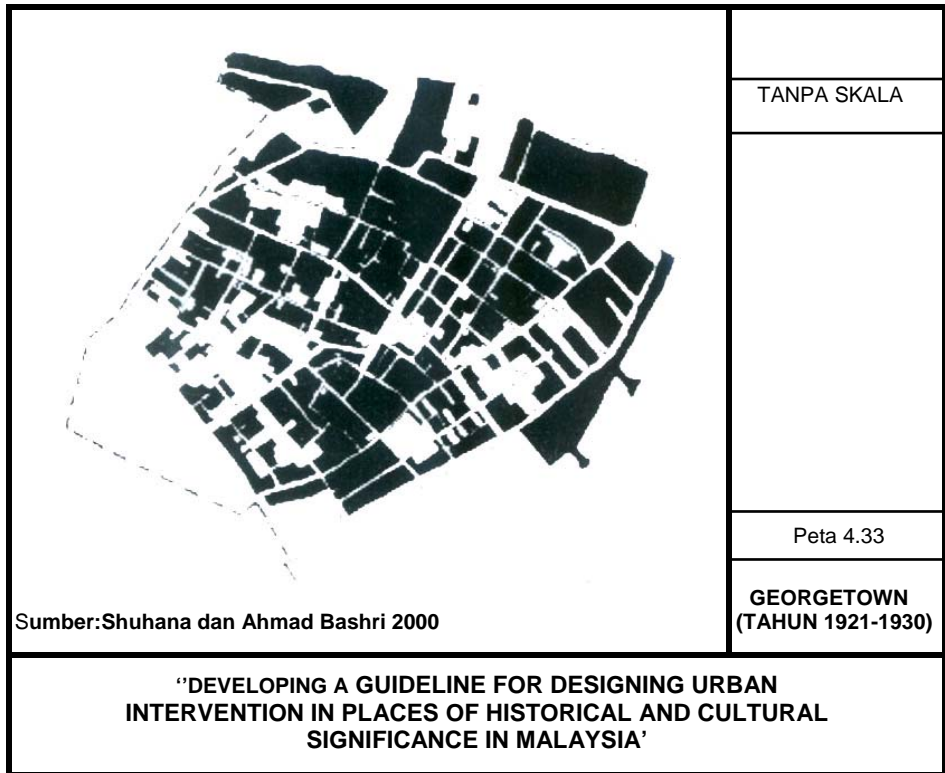 TANPA SKALA
Peta 4.33
GEORGETOWN
(TAHUN 1921-1930)
Sumber:Shuhana dan Ahmad Bashri 2000
‘’DEVELOPING A GUIDELINE FOR DESIGNING URBAN
INTERVENTION IN PLACES OF HISTORICAL AND CULTURAL
SIGNIFICANCE IN MALAYSIA’